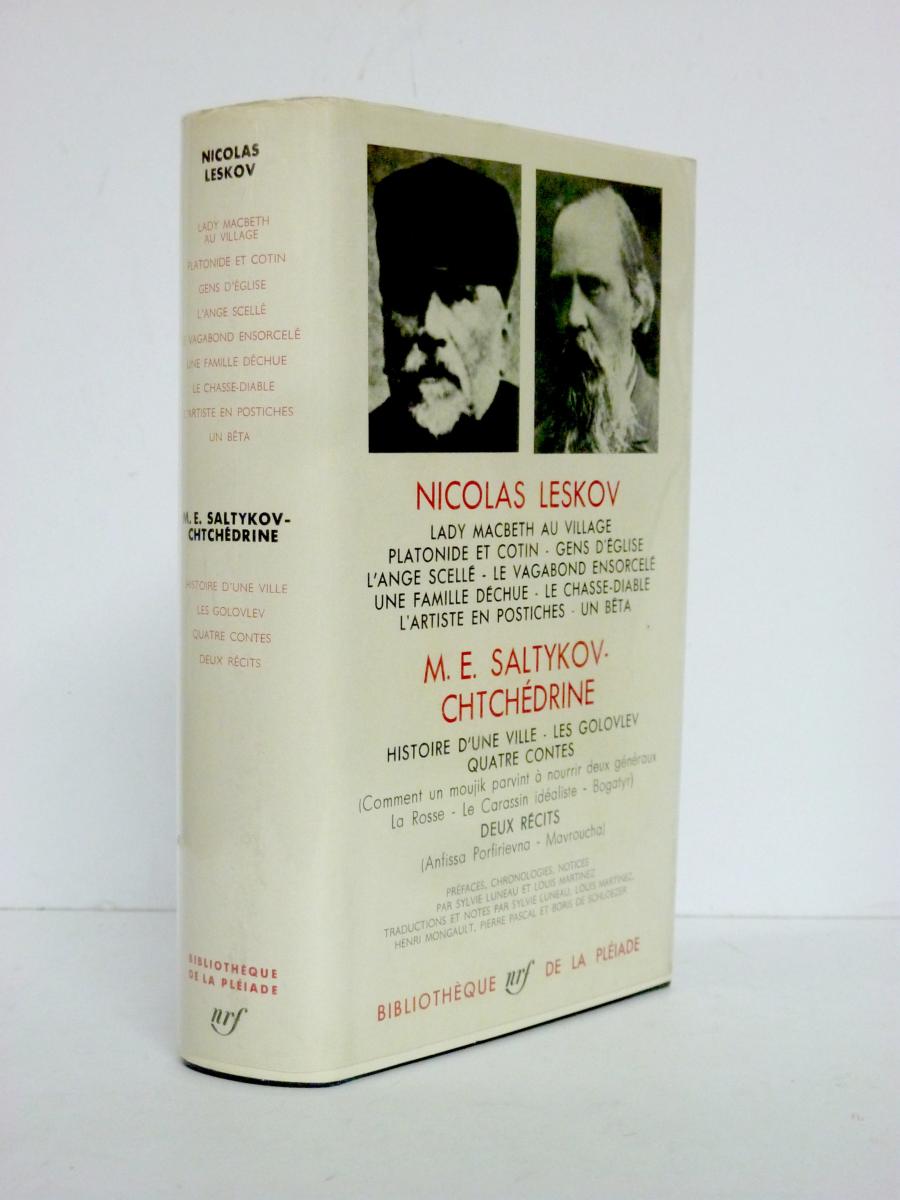 NICOLAS
LESKOV
LADY MACBETH
AU VILLAGE
PLATONIDE ET COTIN
GENS D'ÉGLISE
L'ANGE SCELLÉ
VAGABOND ENSORCELÉ
UNE FAMILLE DÉCHUE
LE CHASSE-DIABLE
L'ARTISTE EN POSTICHES
UN BÊTA
M. E. SALTYKOV-
CHTCHÉDRINE
HISTOIRE D'UNE VILLE
LES GOLOVLEV
QUATRE CONTES
DEUX RÉCITS
BIBLIOTHÈQUE
DE LA PLÉIADE
nrf
NICOLAS LESKOV
LADY MACBETH AU VILLAGE
PLATONIDE ET COTIN - GENS D'ÉGLISE
L'ANGE SCELLÉ - LE VAGABOND ENSORCELÉ
UNE FAMILLE DÉCHUE - LE CHASSE-DIABLE
L'ARTISTE EN POSTICHES - UN BÊTA
M. E. SALTYKOV-
CHTCHÉDRINE
HISTOIRE D'UNE VILLE - LES GOLOVLEV
QUATRE CONTES
(Comment un moujik parvint à nourrir deux généraux
La Rosse - Le Carassin idéaliste - Bogatyr)
DEUX RÉCITS
(Anfissa Porfirievna - Mavroucha)
PRÉFACES, CHRONOLOGIES, NOTICES
PAR SYLVIE LUNEAU ET LOUIS MARTINEZ
TRADUCTIONS ET NOTES PAR SYLVIE LUNEAU, LOUIS MARTINEZ,
HENRI MONGAULT, PIERRE PASCAL ET BORIS DE SCHLOEZER
BIBLIOTHÈQUE nrf DE LA PLÉIADE